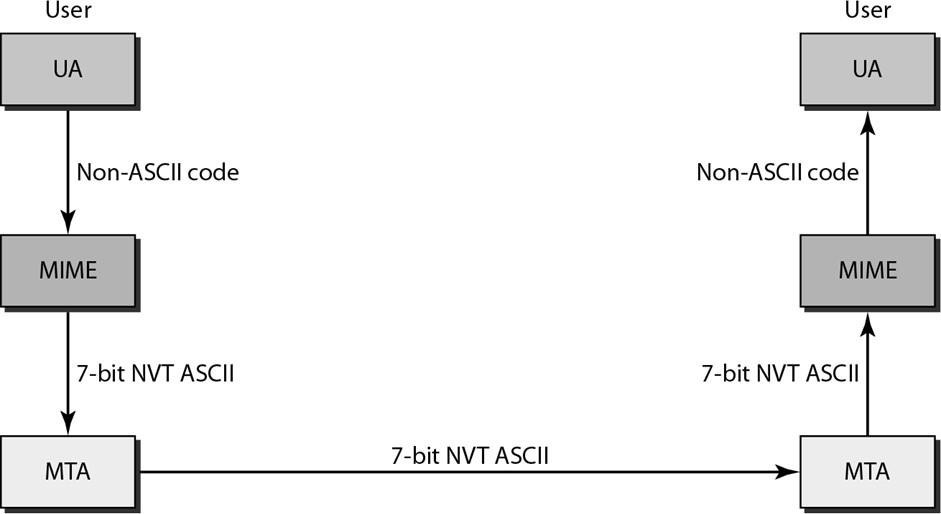 User
User
UA
UA
Non-ASCII code
Non-ASCII code
MIME
MIME
7-bit NVT ASCII
7-bit NVT ASCII
7-bit NVT ASCII
MTA
MTA